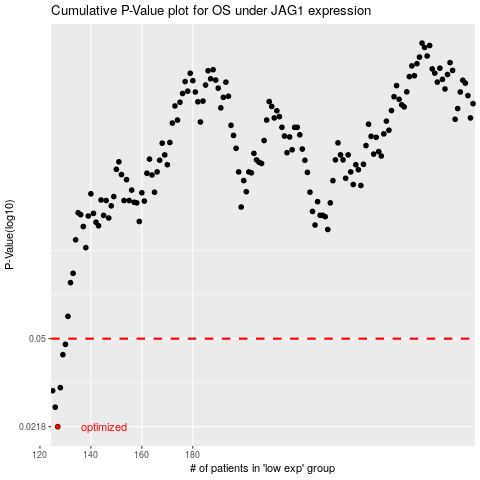 Cumulative P-Value plot for OS under JAG1 expression
P-Value(log10)
0.05
0.0218
optimized
120 140 160 180
# of patients in 'low exp' group